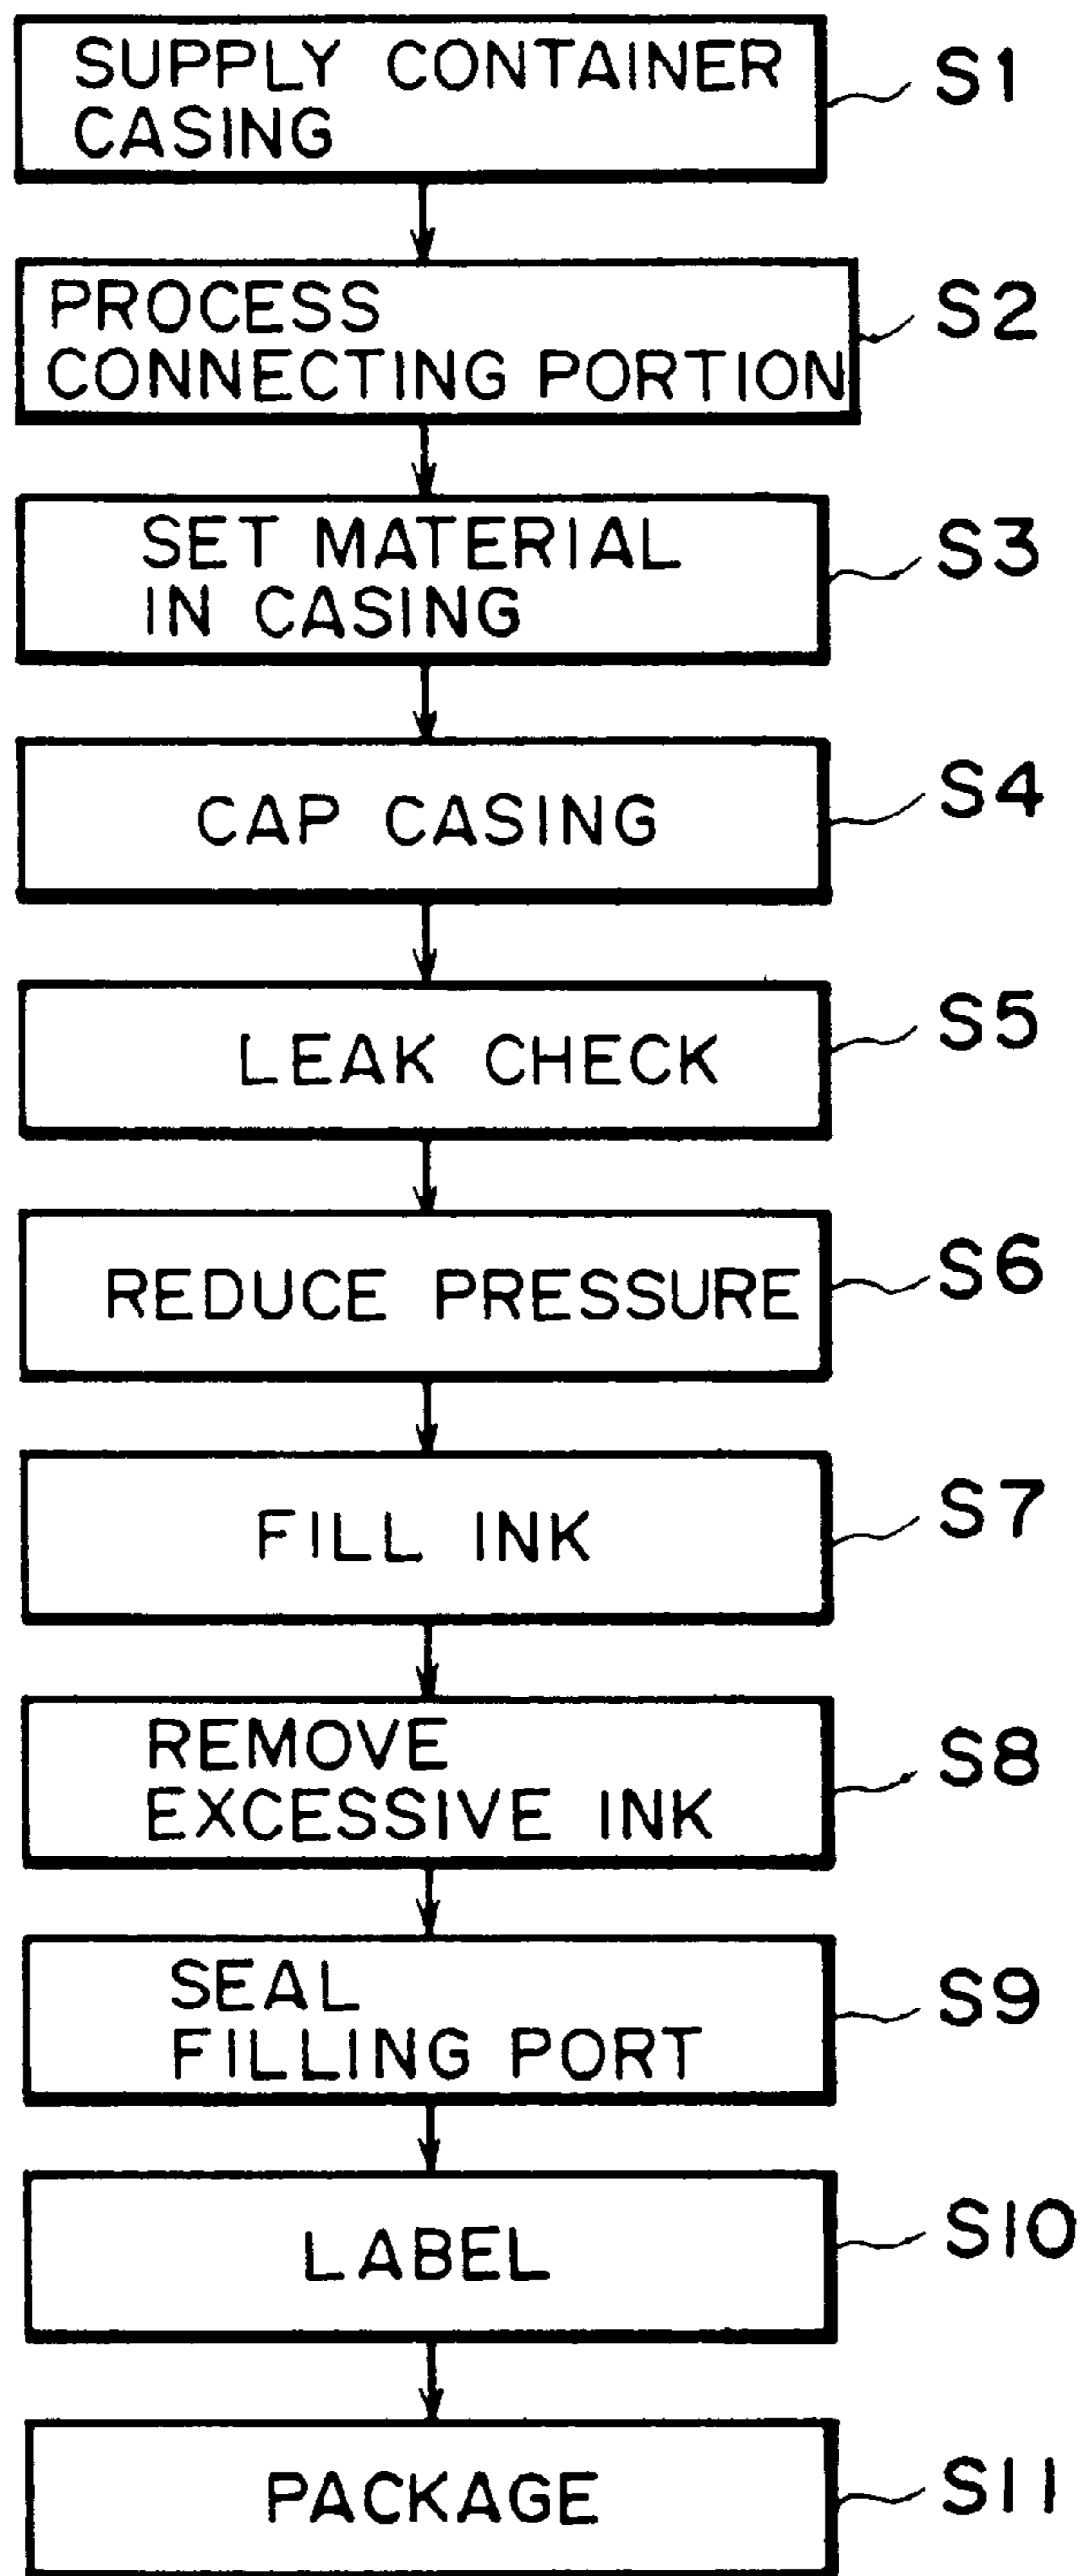 SUPPLY CONTAINER
CASING
S1
PROCESS
CONNECTING PORTION
S2
SET MATERIAL
IN CASING
S3
CAP CASING
S4
LEAK CHECK
S5
REDUCE PRESSURE
S6
FILL INK
S7
REMOVE
EXCESSIVE INK
S8
SEAL
FILLING PORT
S9
LABEL
S10
PACKAGE
S11